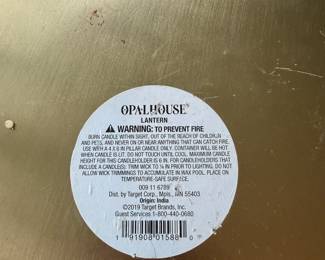 OPALHOUSE
LANTERN
⚠ WARNING: TO PREVENT FIRE
BURN CANDLE WITHIN SIGHT, OUT OF THE REACH OF CHILDREN
AND PETS, AND NEVER ON OR NEAR ANYTHING THAT CAN CATCH FIRE.
USE WITH A 4 X 6 IN PILLAR CANDLE ONLY. CONTAINER WILL BE HOT
WHEN CANDLE IS LIT. DO NOT TOUCH UNTIL COOL. MAXIMUM CANDLE
HEIGHT FOR THIS CANDLEHOLDER IS 6 IN. FOR CANDLEHOLDERS THAT
INCLUDE A CANDLE(S): TRIM WICK TO ¼ IN PRIOR TO LIGHTING. DO NOT
ALLOW WICK TRIMMINGS TO ACCUMULATE IN WAX POOL. PLACE ON
TEMPERATURE-SAFE SURFACE.
009 11 6789
Dist. by Target Corp., Mpls., MN 55403
Origin: India
©2019 Target Brands, Inc.
Guest Services 1-800-440-0680
1 91908 01586 0